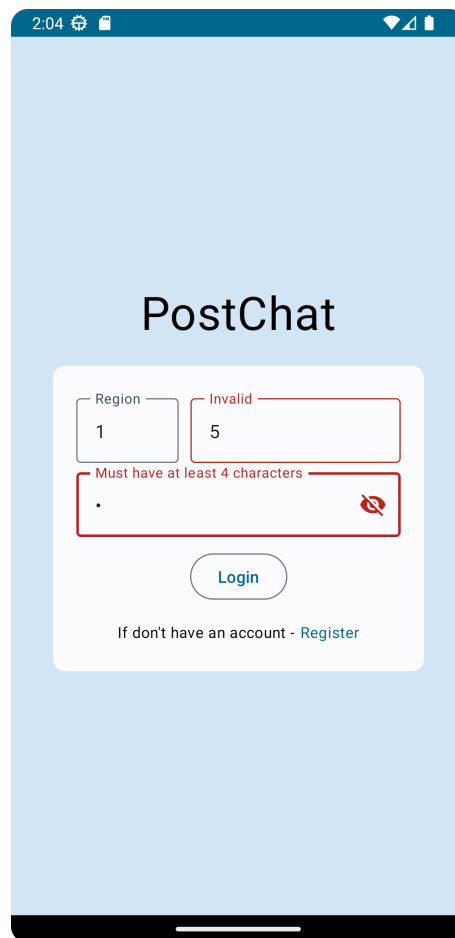 2:04
PostChat
Region
Invalid
1
5
Must have at least 4 characters
•
Login
If don't have an account - Register